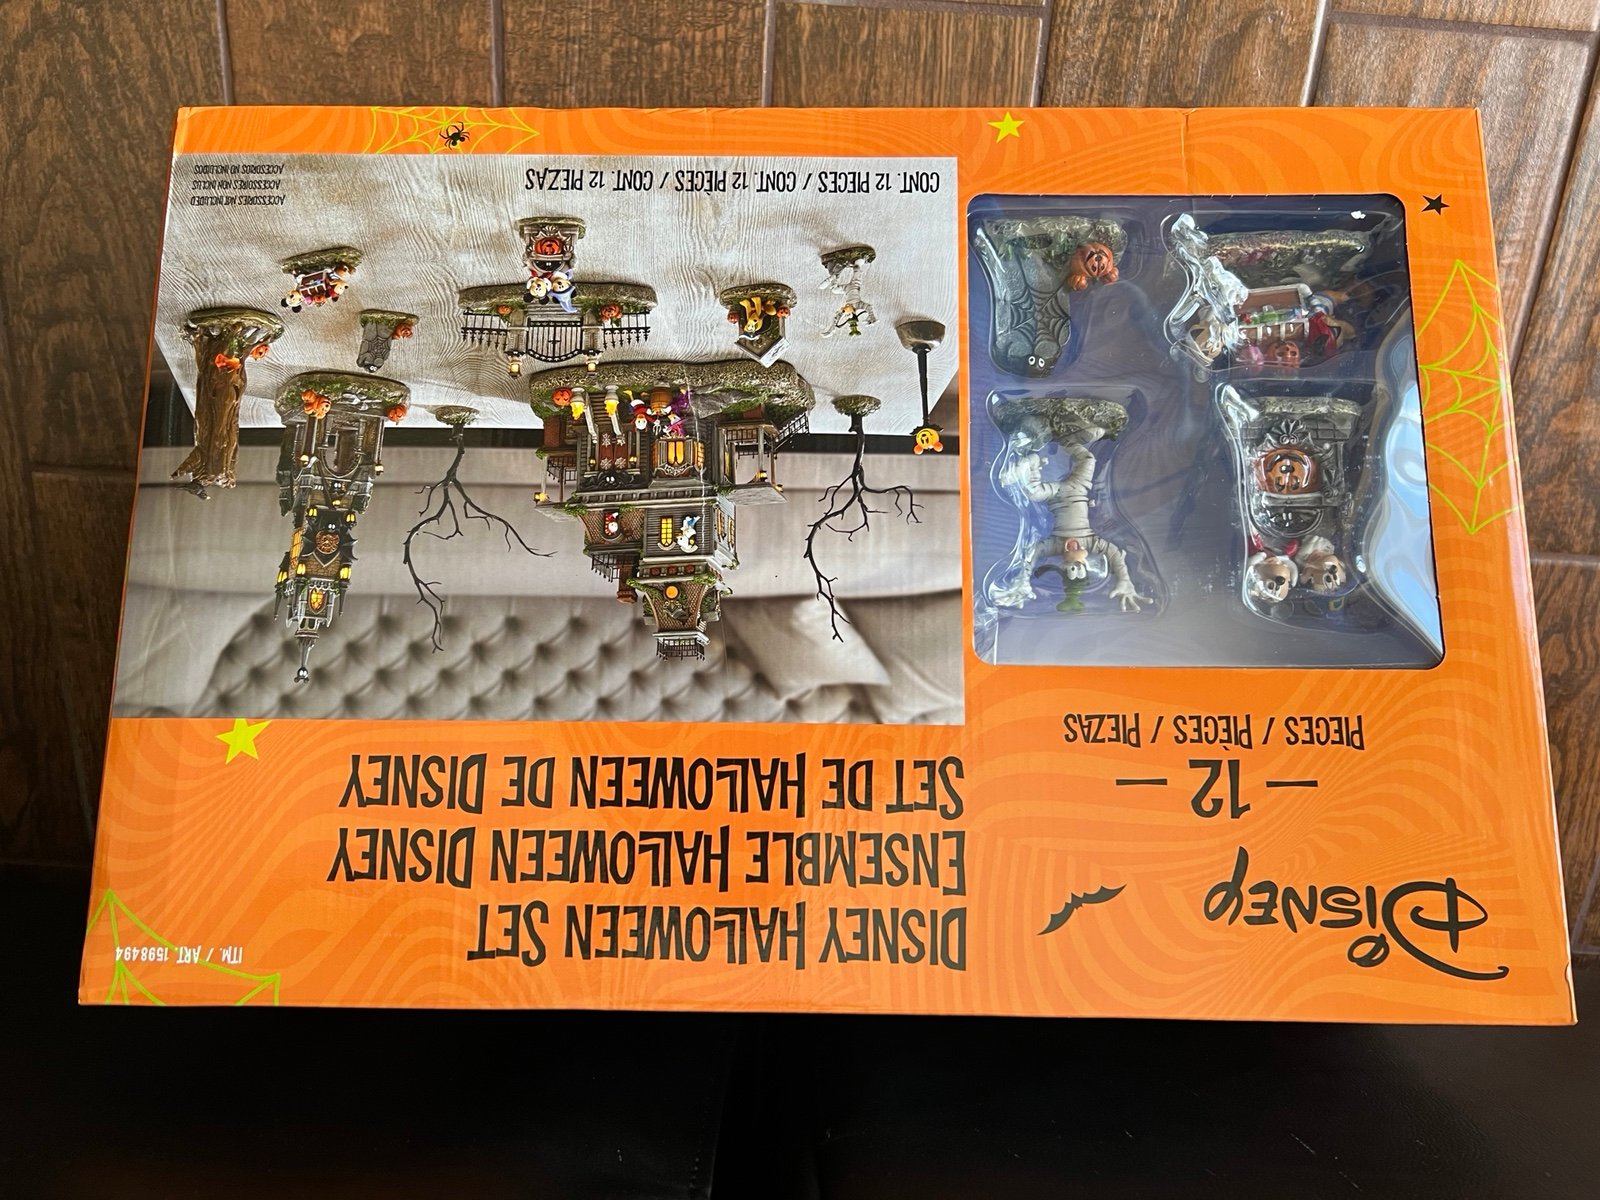 Disney
— 12 —
PIECES / PIÈCES / PIEZAS
ITM. / ART. 1598494
DISNEY HALLOWEEN SET
ENSEMBLE HALLOWEEN DISNEY
SET DE HALLOWEEN DE DISNEY
CONT. 12 PIECES / CONT. 12 PIÈCES / CONT. 12 PIEZAS
ACCESSORIES NOT INCLUDED
ACCESSOIRES NON INCLUS
ACCESORIOS NO INCLUIDOS